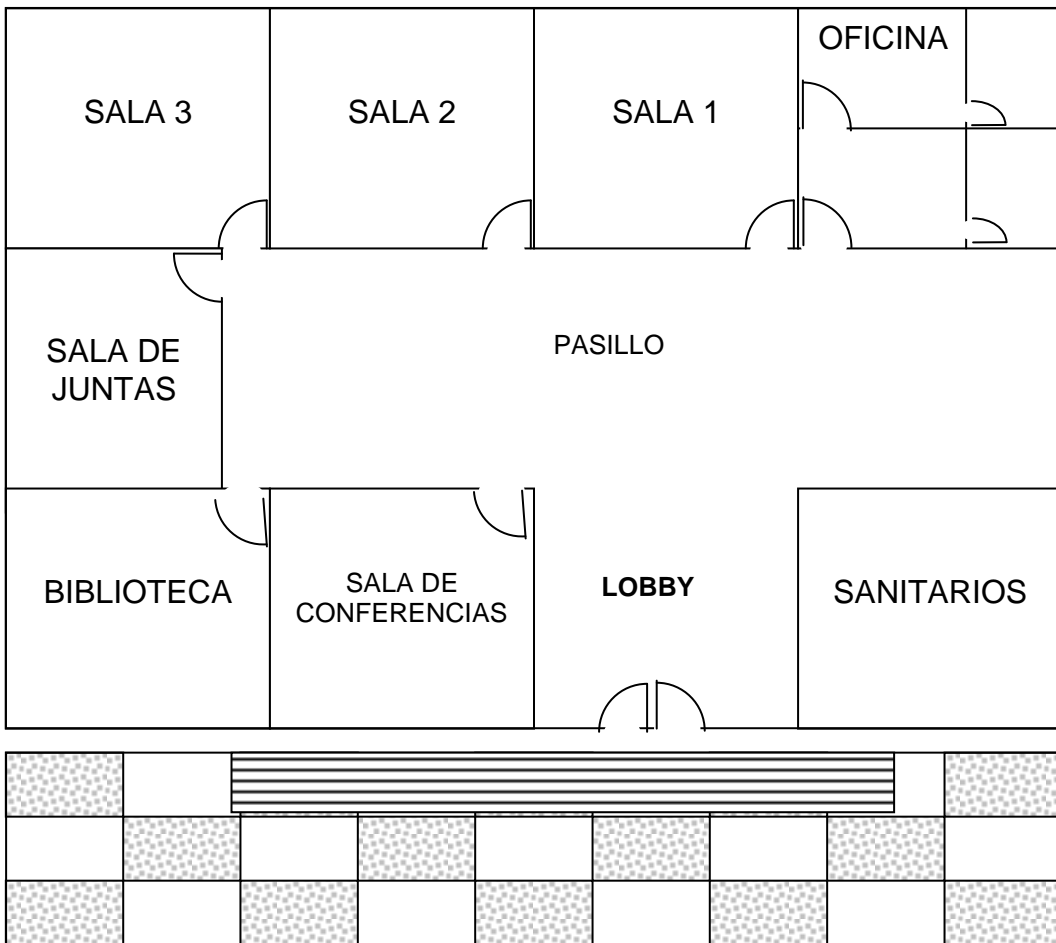 OFICINA
SALA 3
SALA 2
SALA 1
PASILLO
SALA DE
JUNTAS
BIBLIOTECA
SALA DE
CONFERENCIAS
LOBBY
SANITARIOS